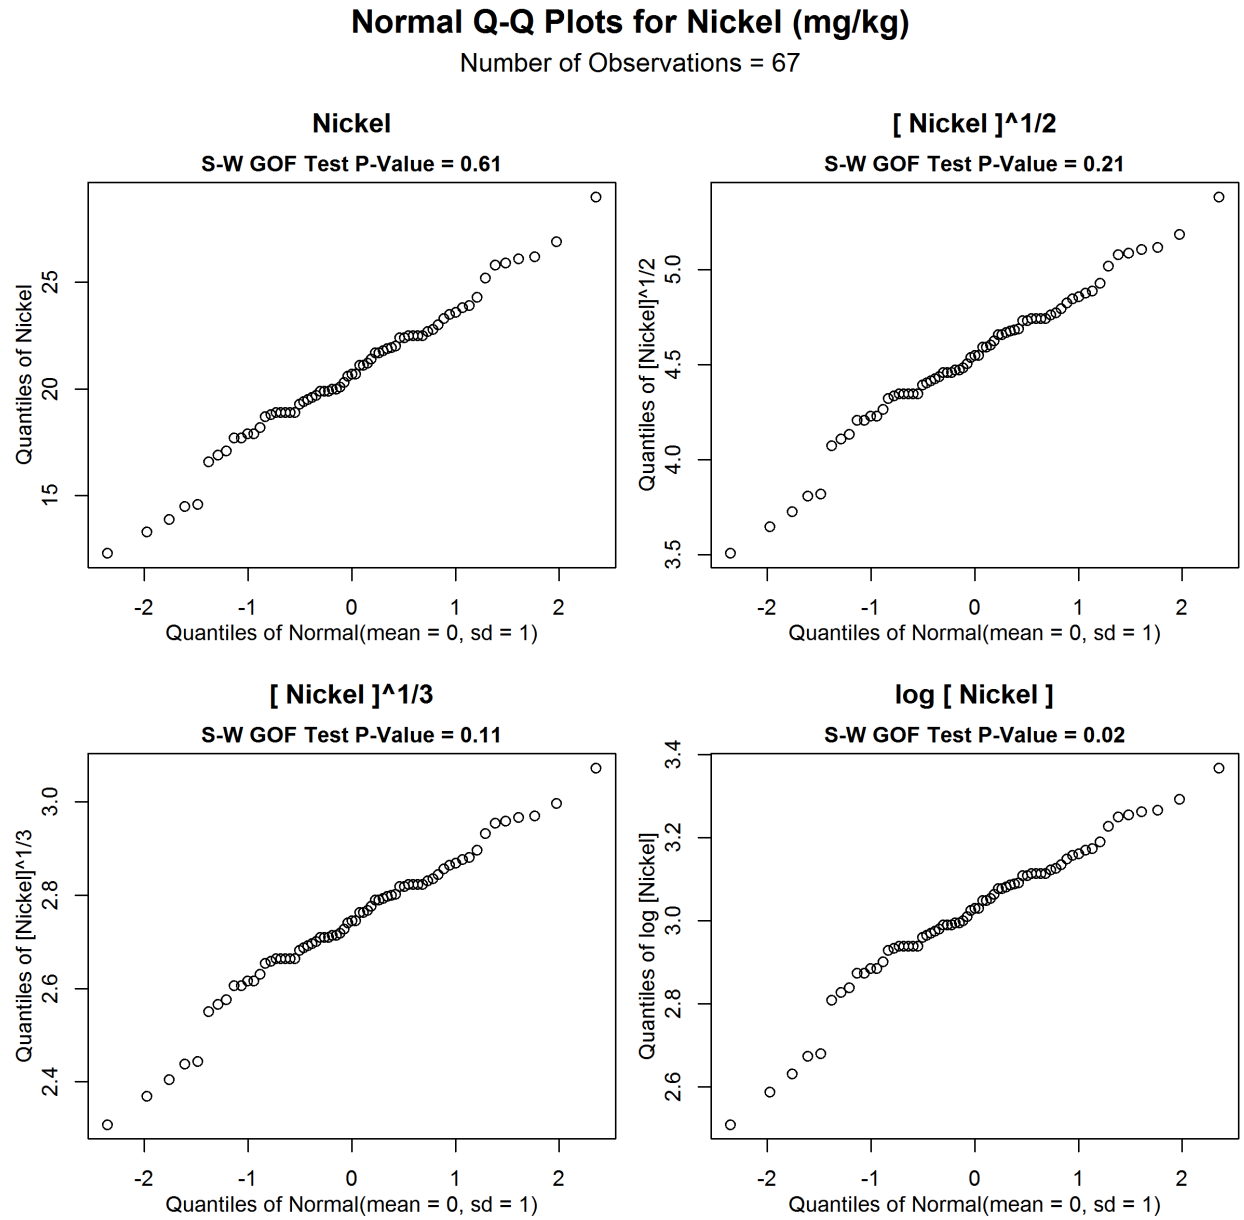 Normal Q-Q Plots for Nickel (mg/kg)
Number of Observations = 67
Nickel
S-W GOF Test P-Value = 0.61
Quantiles of Nickel
25
20
15
-2 -1 0 1 2
Quantiles of Normal(mean = 0, sd = 1)
[ Nickel ]^1/2
S-W GOF Test P-Value = 0.21
Quantiles of [Nickel]^1/2
5.0
4.5
4.0
3.5
-2 -1 0 1 2
Quantiles of Normal(mean = 0, sd = 1)
[ Nickel ]^1/3
S-W GOF Test P-Value = 0.11
Quantiles of [Nickel]^1/3
3.0
2.8
2.6
2.4
-2 -1 0 1 2
Quantiles of Normal(mean = 0, sd = 1)
log [ Nickel ]
S-W GOF Test P-Value = 0.02
Quantiles of log [Nickel]
3.4
3.2
3.0
2.8
2.6
-2 -1 0 1 2
Quantiles of Normal(mean = 0, sd = 1)